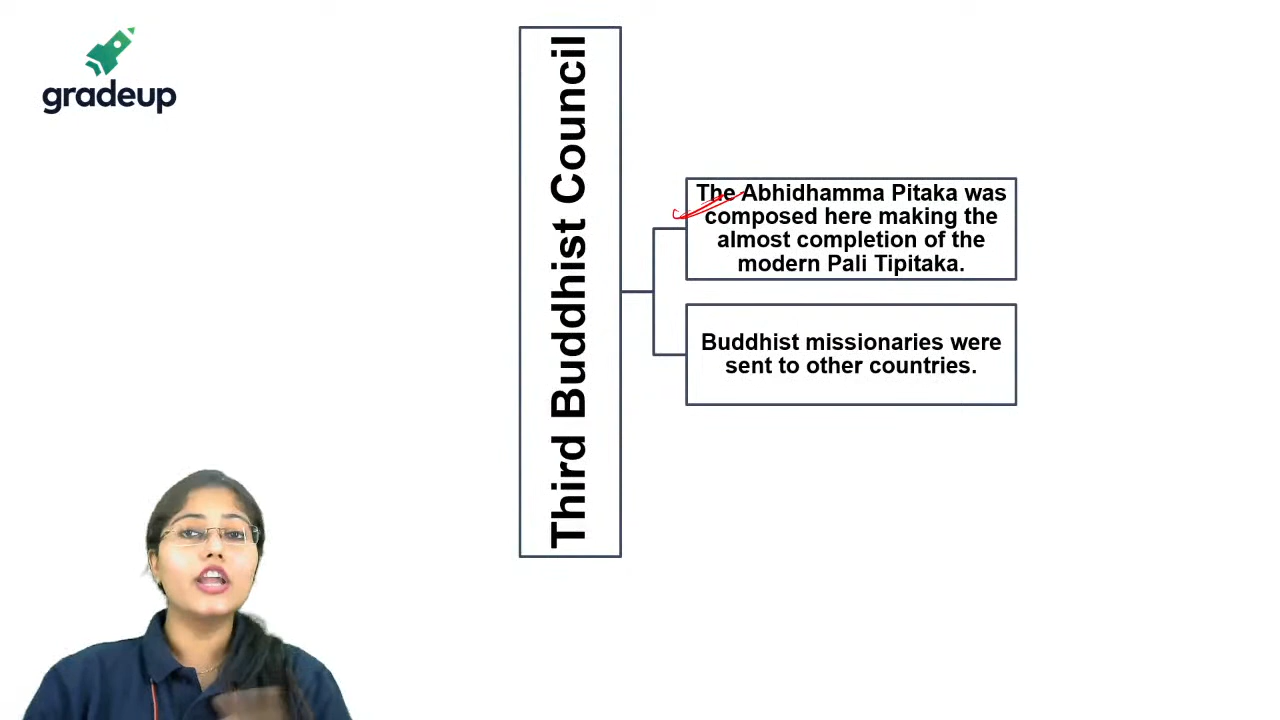 gradeup
Third Buddhist Council
The Abhidhamma Pitaka was
composed here making the
almost completion of the
modern Pali Tipitaka.
Buddhist missionaries were
sent to other countries.